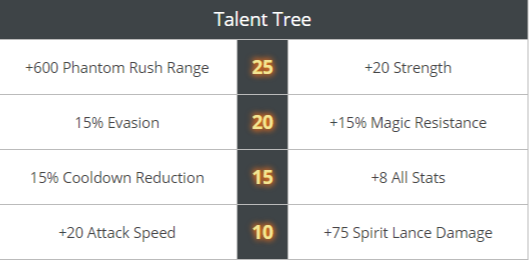 Talent Tree
+600 Phantom Rush Range 25 +20 Strength
15% Evasion 20 +15% Magic Resistance
15% Cooldown Reduction 15 +8 All Stats
+20 Attack Speed 10 +75 Spirit Lance Damage